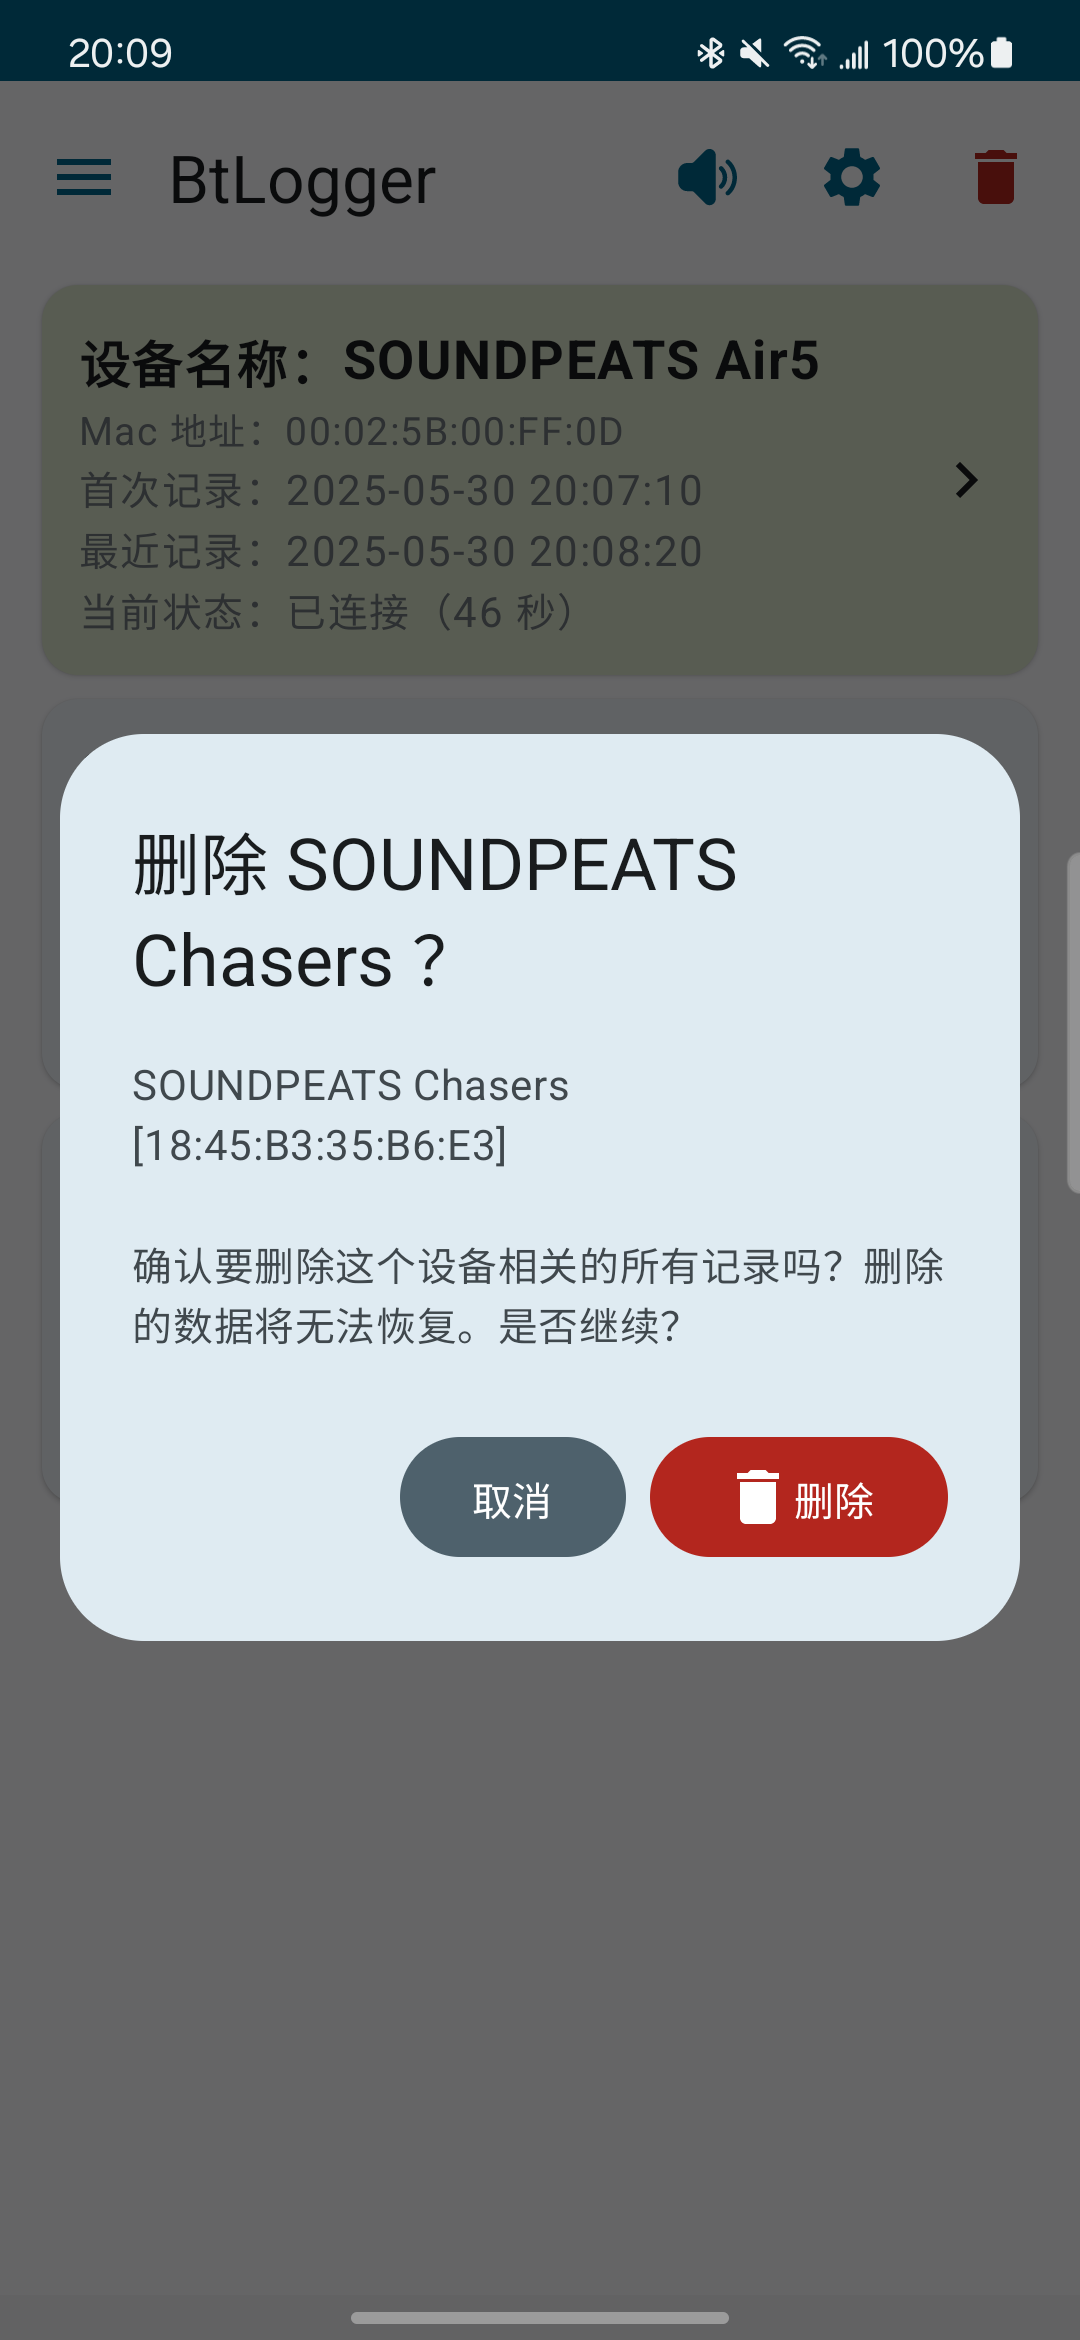 20:09
100%
BtLogger
设备名称：SOUNDPEATS Air5
Mac 地址：00:02:5B:00:FF:0D
首次记录：2025-05-30 20:07:10
最近记录：2025-05-30 20:08:20
当前状态：已连接（46 秒）
删除 SOUNDPEATS
Chasers ？
SOUNDPEATS Chasers
[18:45:B3:35:B6:E3]
确认要删除这个设备相关的所有记录吗？删除
的数据将无法恢复。是否继续？
取消
删除